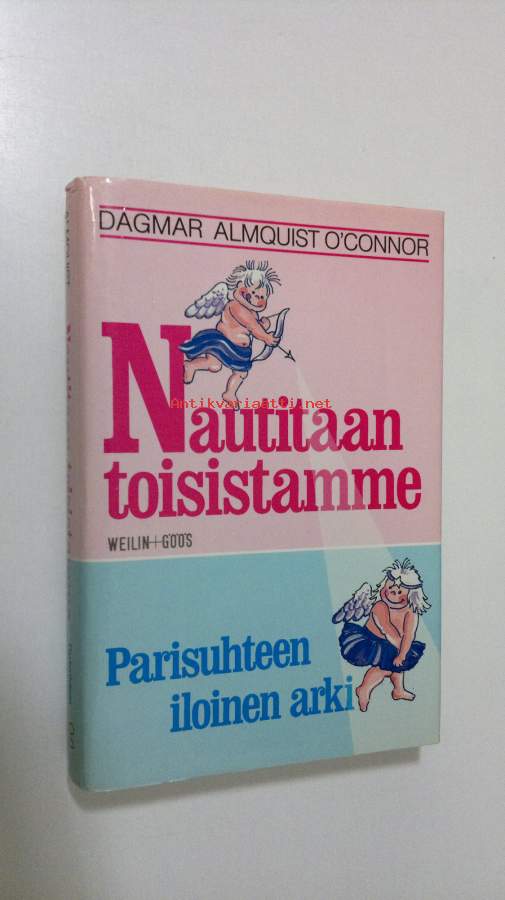 DAGMAR ALMQUIST O'CONNOR
Nautitaan
Antikvariaatti.net
toisistamme
WEILIN+GÖÖS
Parisuhteen
iloinen arki